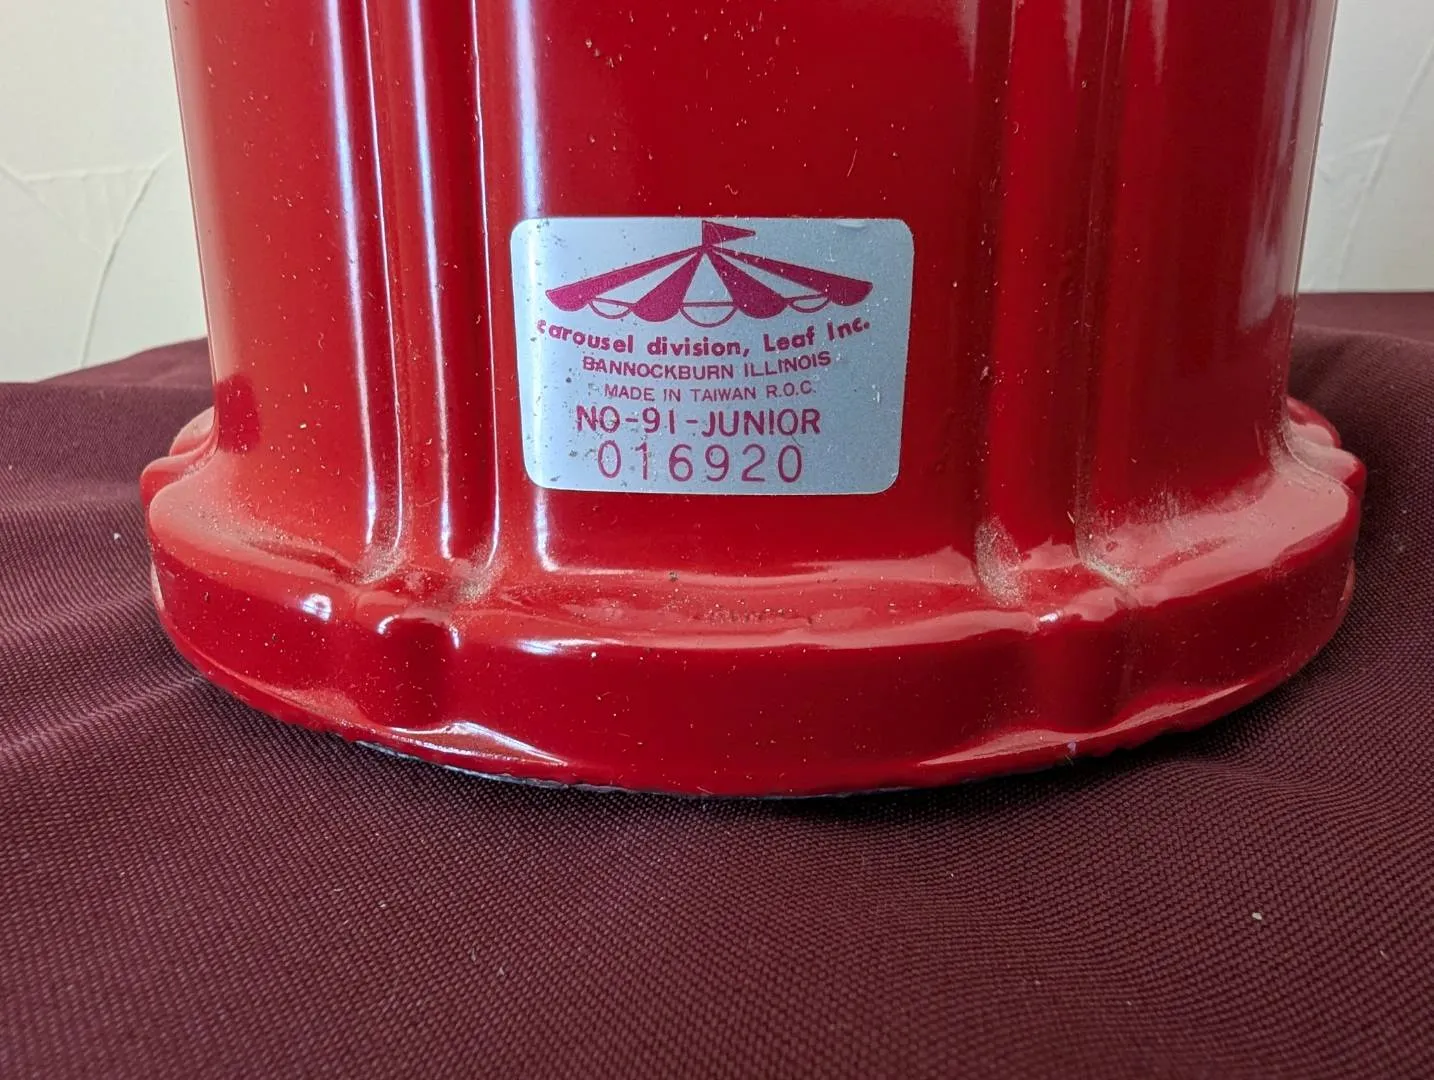 carousel division, Leaf Inc.
BANNOCKBURN ILLINOIS
MADE IN TAIWAN R.O.C.
NO-91-JUNIOR
016920